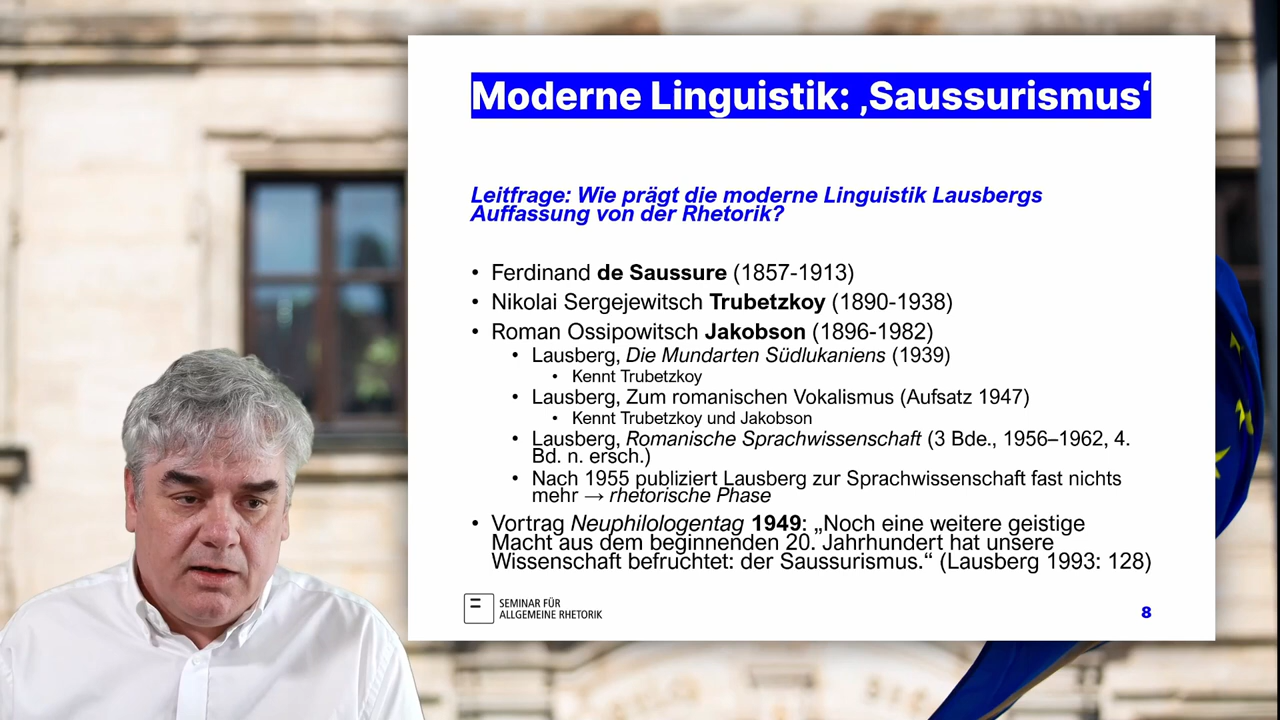 Moderne Linguistik: ‚Saussurismus‘
Leitfrage: Wie prägt die moderne Linguistik Lausbergs
Auffassung von der Rhetorik?
• Ferdinand de Saussure (1857-1913)
• Nikolai Sergejewitsch Trubetzkoy (1890-1938)
• Roman Ossipowitsch Jakobson (1896-1982)
• Lausberg, Die Mundarten Südlukaniens (1939)
• Kennt Trubetzkoy
• Lausberg, Zum romanischen Vokalismus (Aufsatz 1947)
• Kennt Trubetzkoy und Jakobson
• Lausberg, Romanische Sprachwissenschaft (3 Bde., 1956–1962, 4.
Bd. n. ersch.)
• Nach 1955 publiziert Lausberg zur Sprachwissenschaft fast nichts
mehr → rhetorische Phase
• Vortrag Neuphilologentag 1949: „Noch eine weitere geistige
Macht aus dem beginnenden 20. Jahrhundert hat unsere
Wissenschaft befruchtet: der Saussurismus.“ (Lausberg 1993: 128)
SEMINAR FÜR
ALLGEMEINE RHETORIK
8